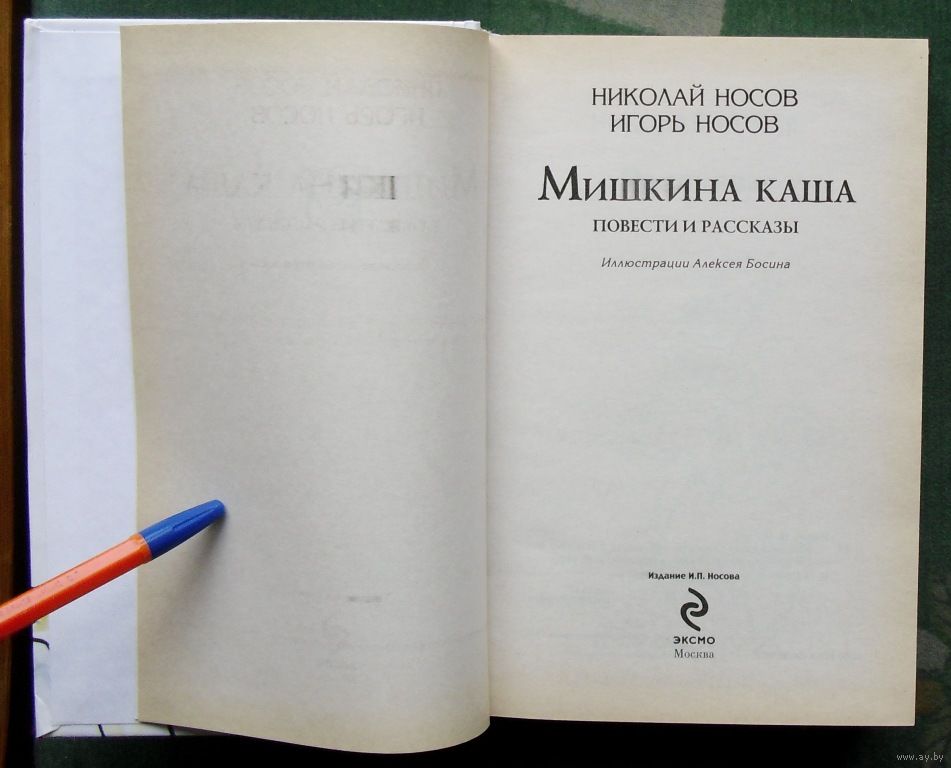 НИКОЛАЙ НОСОВ
ИГОРЬ НОСОВ
МИШКИНА КАША
ПОВЕСТИ И РАССКАЗЫ
Иллюстрации Алексея Босина
Издание И.П. Носова
ЭКСМО
Москва
www.ay.by